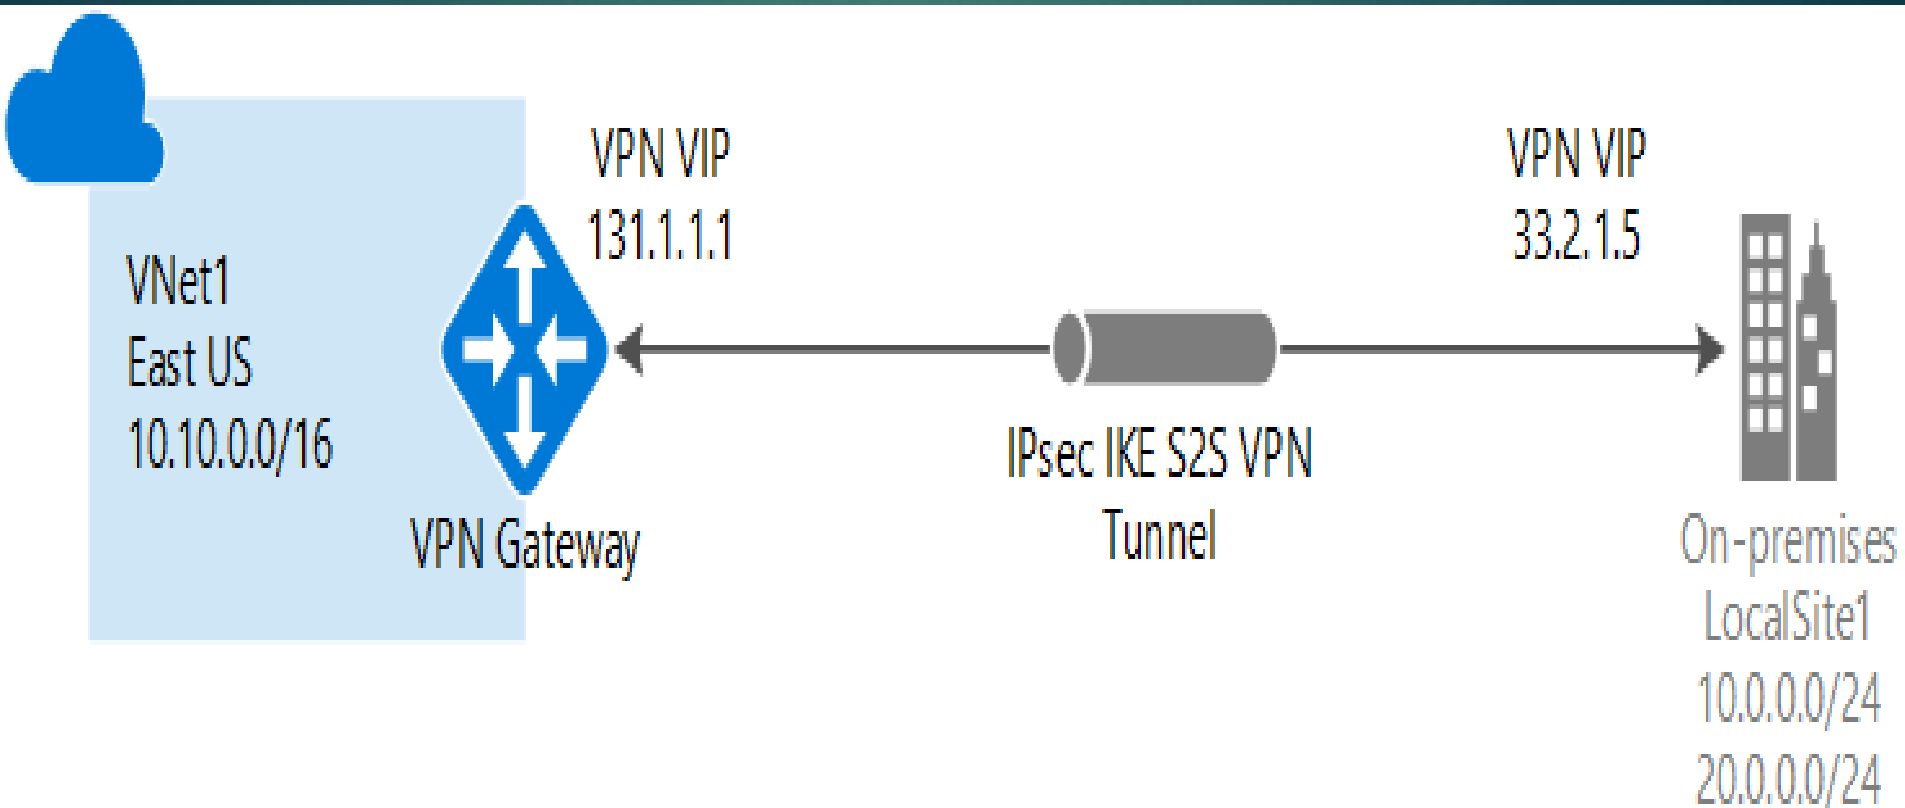 VPN VIP
131.1.1.1
VPN VIP
33.2.1.5
VNet1
East US
10.10.0.0/16
VPN Gateway
IPsec IKE S2S VPN
Tunnel
On-premises
LocalSite1
10.0.0.0/24
20.0.0.0/24